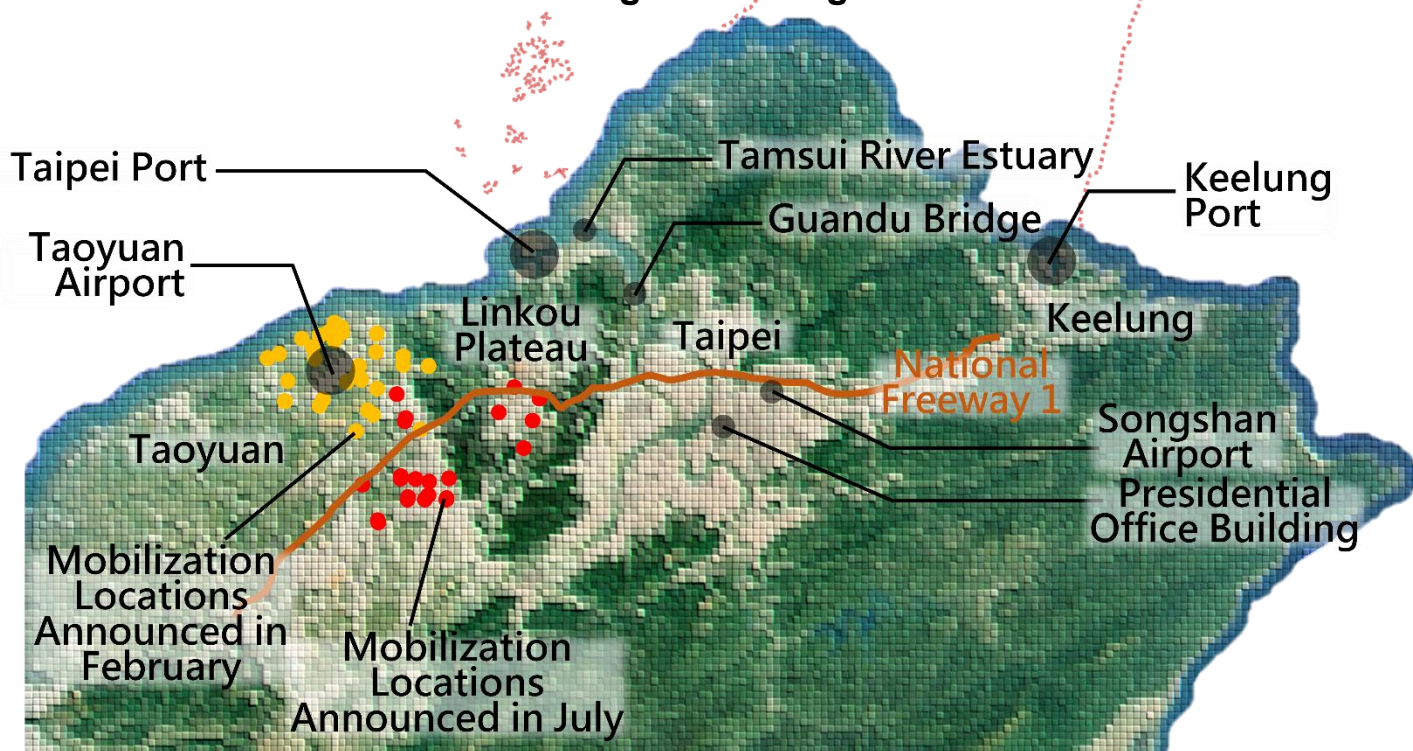 Taipei Port
Tamsui River Estuary
Keelung
Port
Guandu Bridge
Taoyuan
Airport
Linkou
Plateau
Taipei
Keelung
National
Freeway 1
Songshan
Airport
Taoyuan
Presidential
Office Building
Mobilization
Locations
Announced in
February
Mobilization
Locations
Announced in July